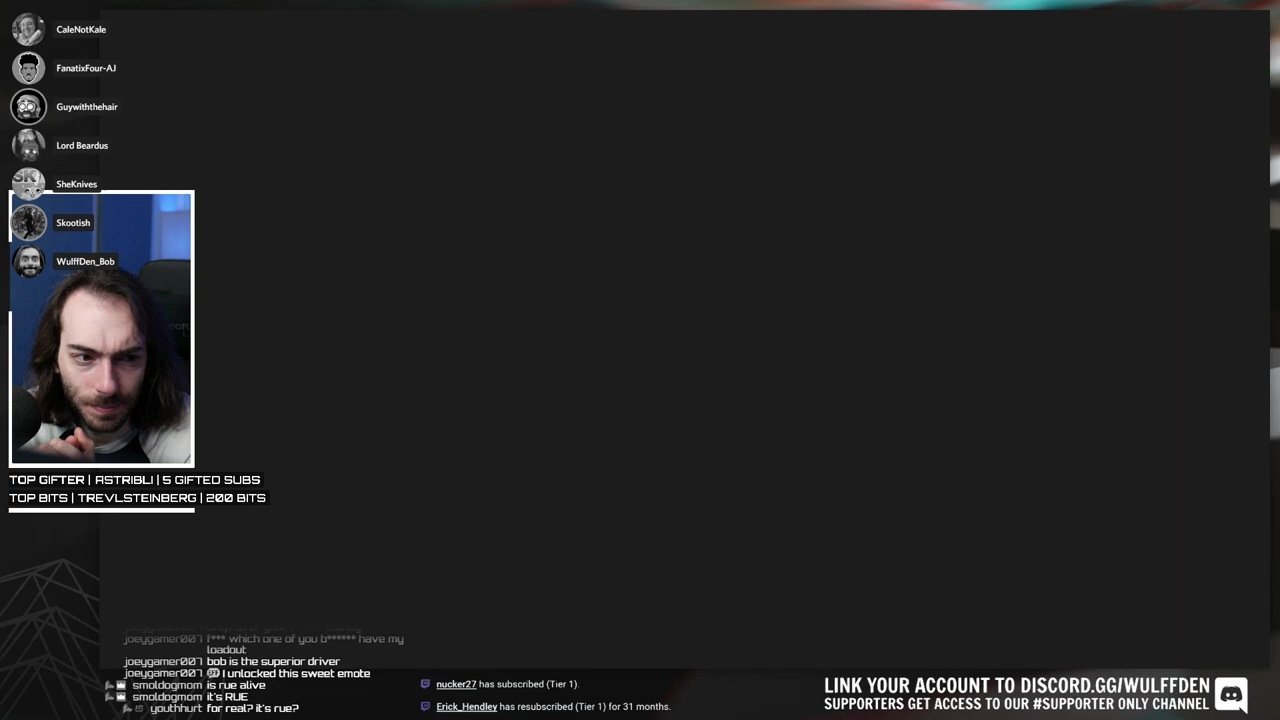 CaleNotKale
FanatixFour-AJ
Guywiththehair
Lord Beardus
SheKnives
Skootish
WulffDen_Bob
TOP GIFTER | ASTRIBLI | 5 GIFTED SUBS
TOP BITS | TREVLSTEINBERG | 200 BITS
joeygamer007 f*** which one of you b****** have my
loadout
joeygamer007 bob is the superior driver
joeygamer007 I unlocked this sweet emote
smoldogmom is rue alive
smoldogmom it's RUE
youthhurt for real? it's rue?
nucker27 has subscribed (Tier 1).
Erick_Hendley has resubscribed (Tier 1) for 31 months.
LINK YOUR ACCOUNT TO DISCORD.GG/WULFFDEN
SUPPORTERS GET ACCESS TO OUR #SUPPORTER ONLY CHANNEL